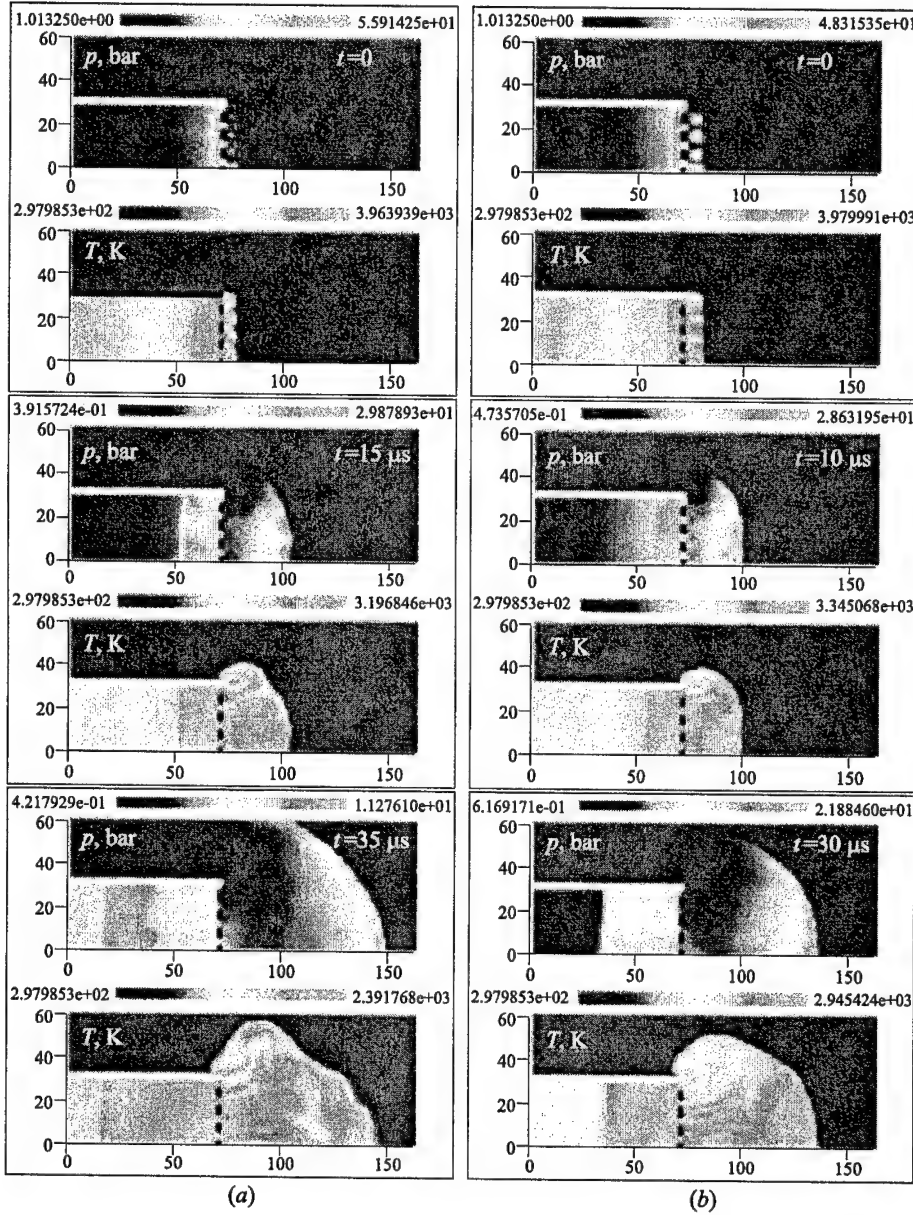 1.013250e+00 5.591425e+01
60
p, bar t=0
40
20
0
0 50 100 150
2.979853e+02 3.963939e+03
60
T, K
40
20
0
0 50 100 150
3.915724e-01 2.987893e+01
60
p, bar t=15 μs
40
20
0
0 50 100 150
2.979853e+02 3.196846e+03
60
T, K
40
20
0
0 50 100 150
4.217929e-01 1.127610e+01
60
p, bar t=35 μs
40
20
0
0 50 100 150
2.979853e+02 2.391768e+03
60
T, K
40
20
0
0 50 100 150
(a)
1.013250e+00 4.831535e+01
60
p, bar t=0
40
20
0
0 50 100 150
2.979853e+02 3.979991e+03
60
T, K
40
20
0
0 50 100 150
4.735705e-01 2.863195e+01
60
p, bar t=10 μs
40
20
0
0 50 100 150
2.979853e+02 3.345068e+03
60
T, K
40
20
0
0 50 100 150
6.169171e-01 2.188460e+01
60
p, bar t=30 μs
40
20
0
0 50 100 150
2.979853e+02 2.945424e+03
60
T, K
40
20
0
0 50 100 150
(b)